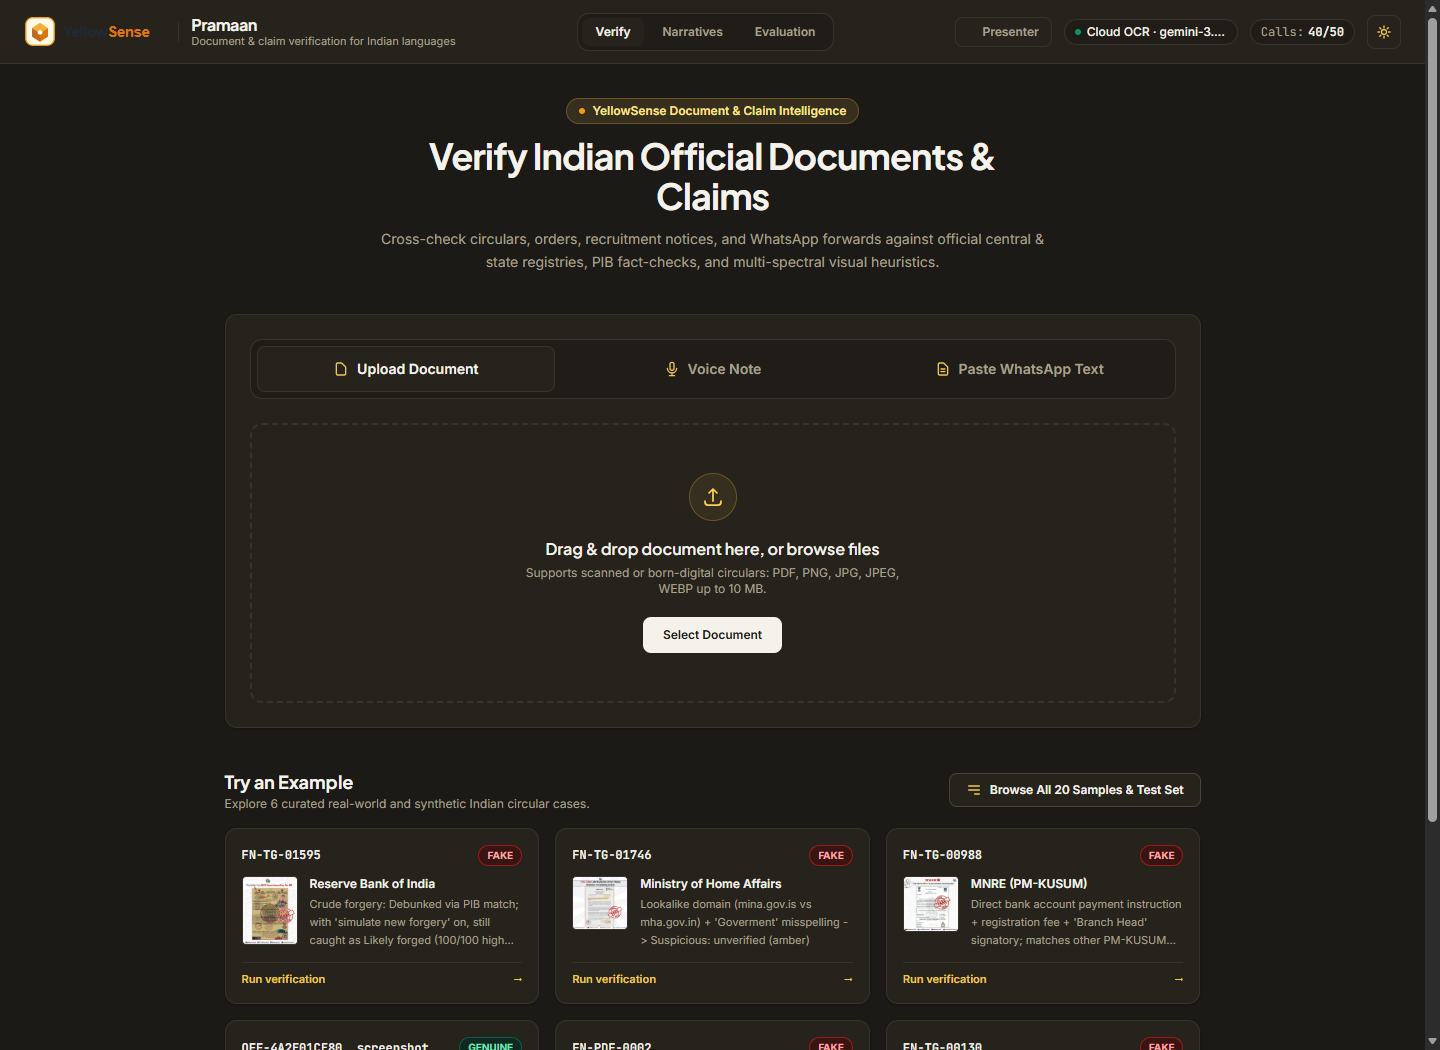 YellowSense
Pramaan
Document & claim verification for Indian languages
Verify
Narratives
Evaluation
Presenter
Cloud OCR · gemini-3....
Calls: 40/50
YellowSense Document & Claim Intelligence
Verify Indian Official Documents &
Claims
Cross-check circulars, orders, recruitment notices, and WhatsApp forwards against official central &
state registries, PIB fact-checks, and multi-spectral visual heuristics.
Upload Document
Voice Note
Paste WhatsApp Text
Drag & drop document here, or browse files
Supports scanned or born-digital circulars: PDF, PNG, JPG, JPEG,
WEBP up to 10 MB.
Select Document
Try an Example
Explore 6 curated real-world and synthetic Indian circular cases.
Browse All 20 Samples & Test Set
FN-TG-01595
FAKE
Reserve Bank of India
Crude forgery: Debunked via PIB match;
with 'simulate new forgery' on, still
caught as Likely forged (100/100 high...
Run verification →
FN-TG-01746
FAKE
Ministry of Home Affairs
Lookalike domain (mina.gov.is vs
mha.gov.in) + 'Goverment' misspelling -
> Suspicious: unverified (amber)
Run verification →
FN-TG-00988
FAKE
MNRE (PM-KUSUM)
Direct bank account payment instruction
+ registration fee + 'Branch Head'
signatory; matches other PM-KUSUM...
Run verification →
OFF-4A2E01CF80 screenshot
GENUINE
FN-PDF-0002
FAKE
FN-TG-00130
FAKE